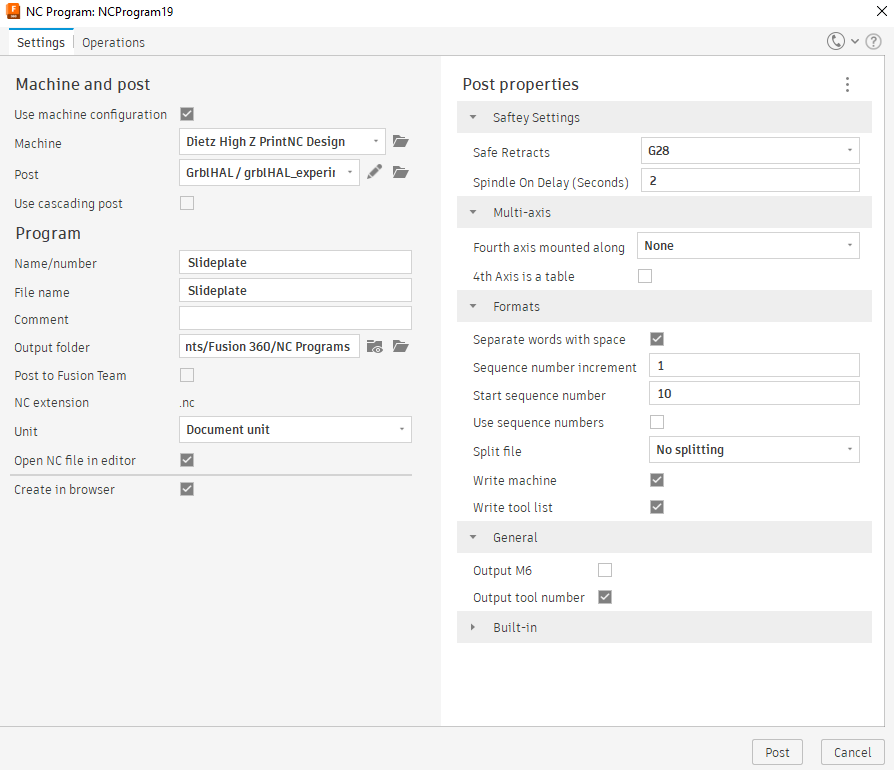 NC Program: NCProgram19
Settings
Operations
Machine and post
Use machine configuration
Machine
Dietz High Z PrintNC Design
Post
GrblHAL / grblHAL_experir
Use cascading post
Program
Name/number
Slideplate
File name
Slideplate
Comment
Output folder
nts/Fusion 360/NC Programs
Post to Fusion Team
NC extension
.nc
Unit
Document unit
Open NC file in editor
Create in browser
Post properties
Saftey Settings
Safe Retracts
G28
Spindle On Delay (Seconds)
2
Multi-axis
Fourth axis mounted along
None
4th Axis is a table
Formats
Separate words with space
Sequence number increment
1
Start sequence number
10
Use sequence numbers
Split file
No splitting
Write machine
Write tool list
General
Output M6
Output tool number
Built-in
Post
Cancel